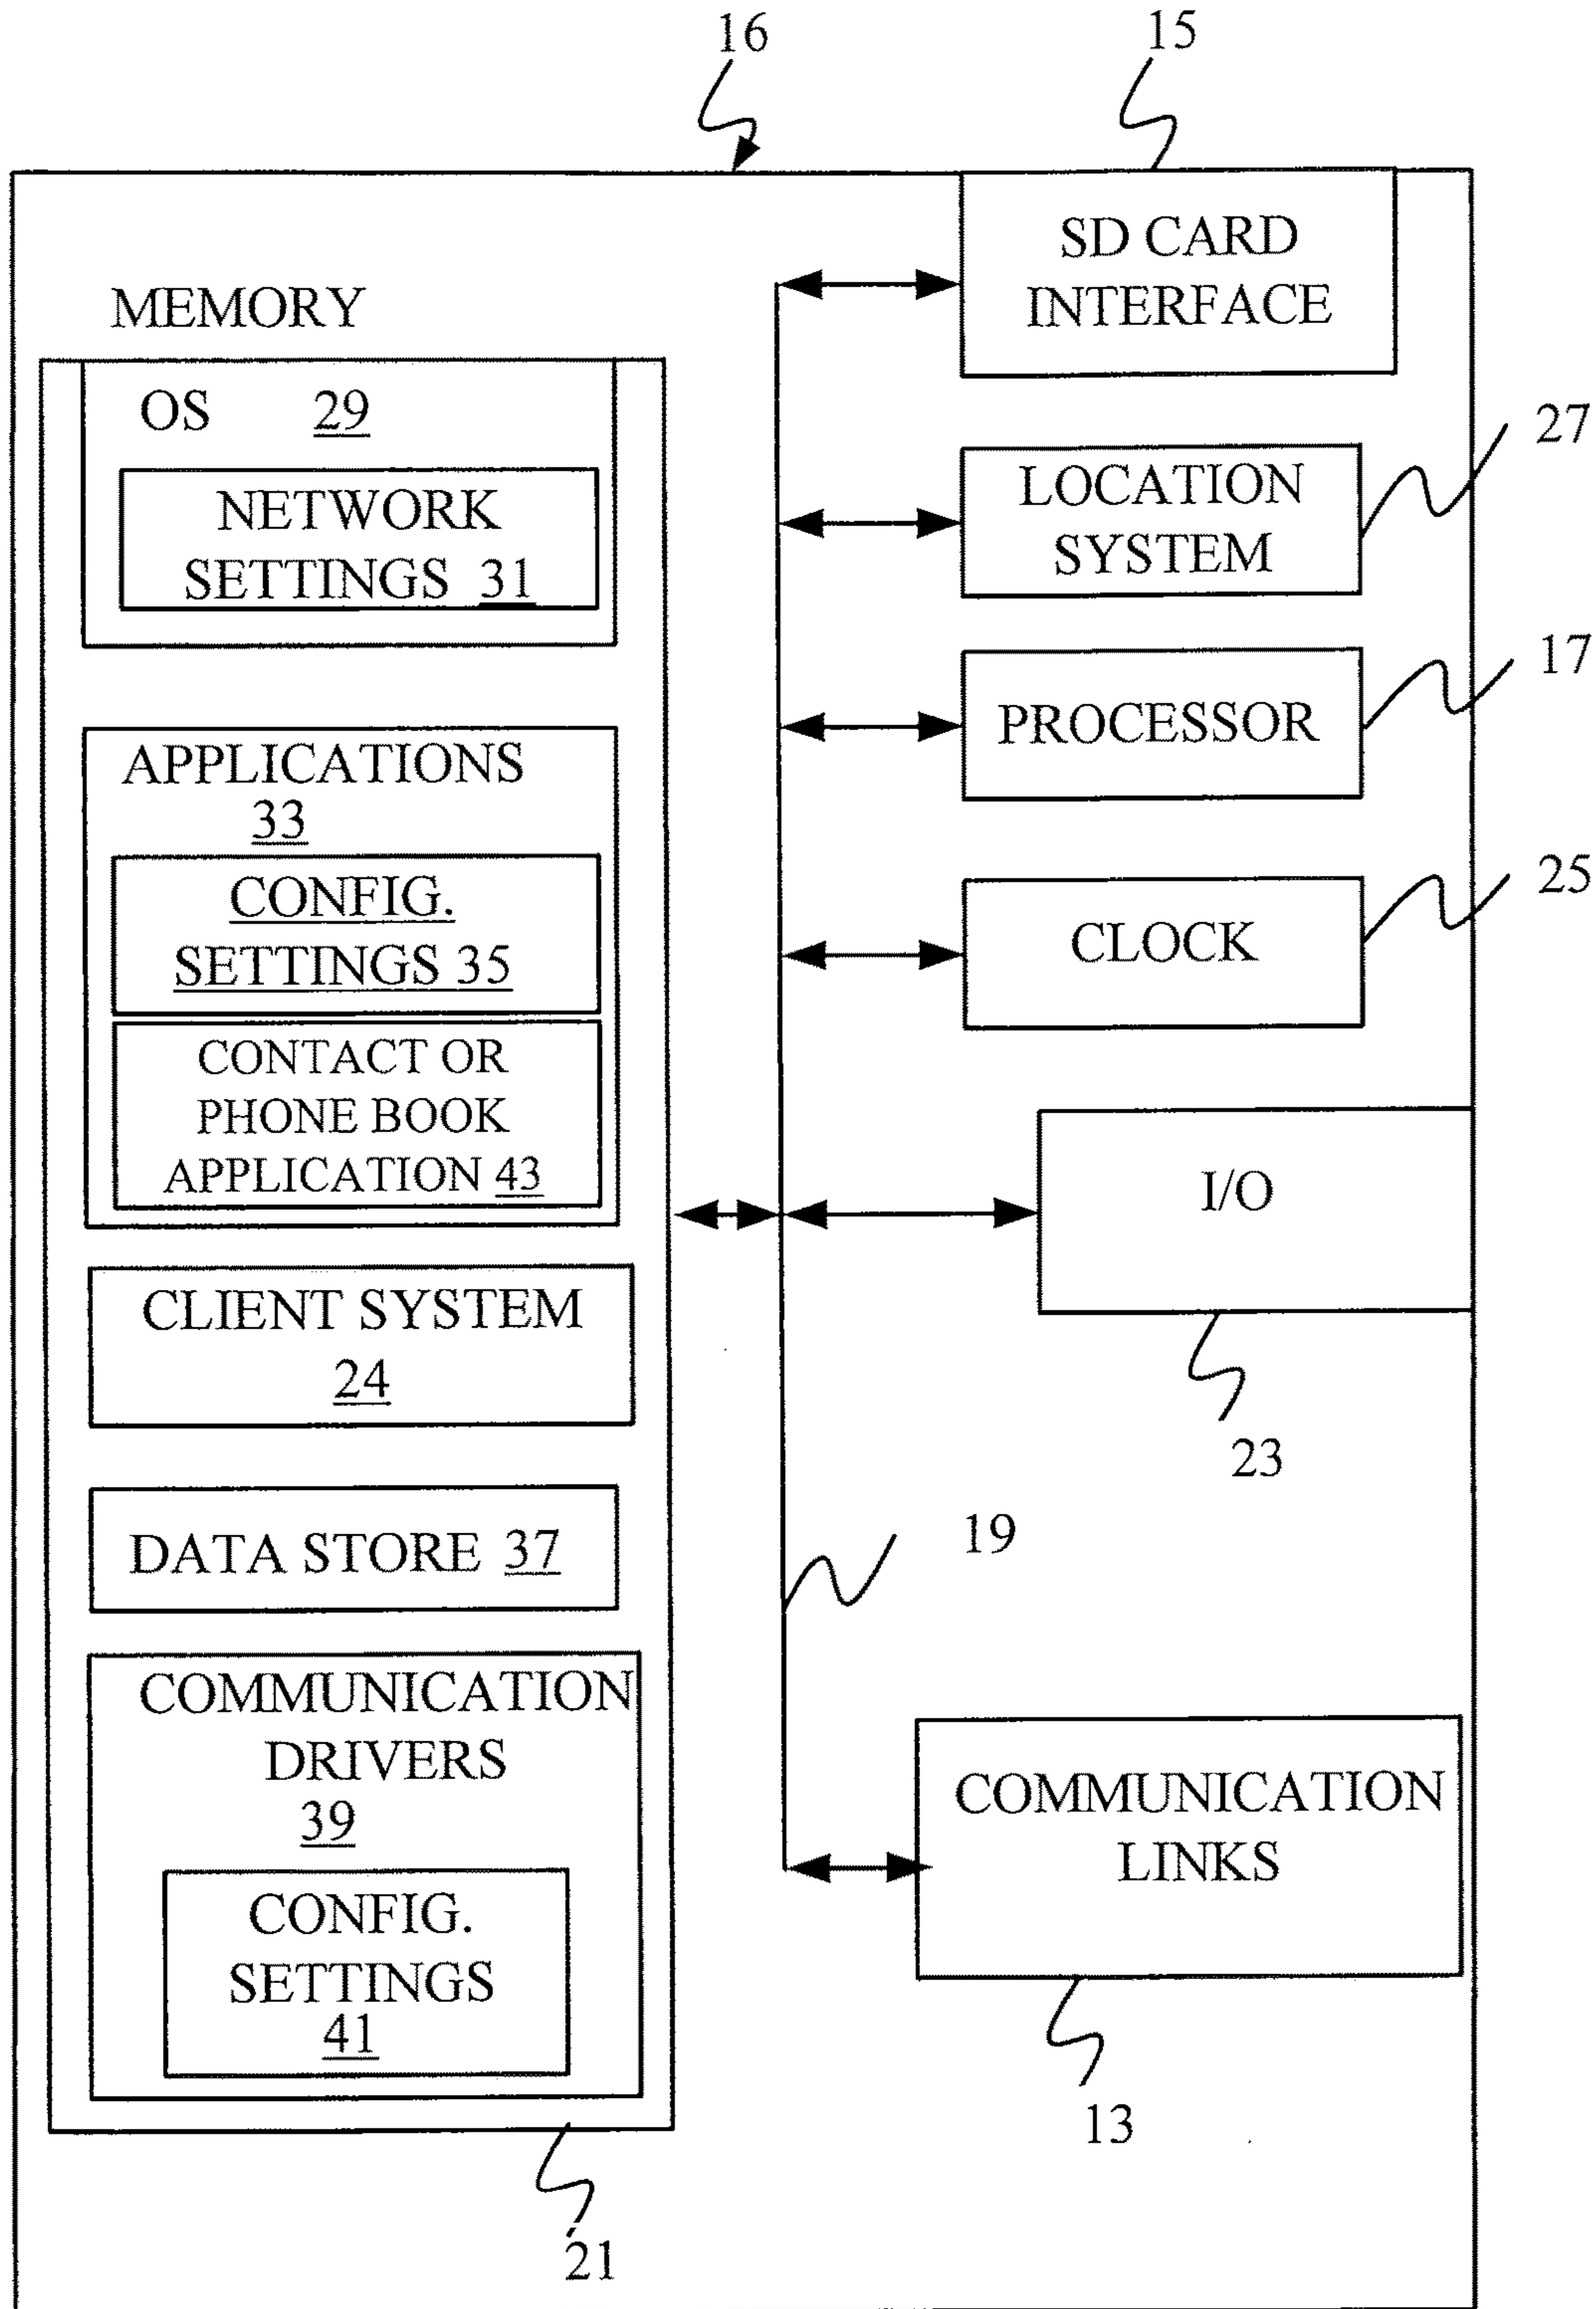 16
15
SD CARD
INTERFACE
MEMORY
OS 29
NETWORK
SETTINGS 31
27
LOCATION
SYSTEM
17
PROCESSOR
APPLICATIONS
33
CONFIG.
SETTINGS 35
25
CLOCK
CONTACT OR
PHONE BOOK
APPLICATION 43
I/O
23
CLIENT SYSTEM
24
DATA STORE 37
19
COMMUNICATION
DRIVERS
39
CONFIG.
SETTINGS
41
COMMUNICATION
LINKS
13
21